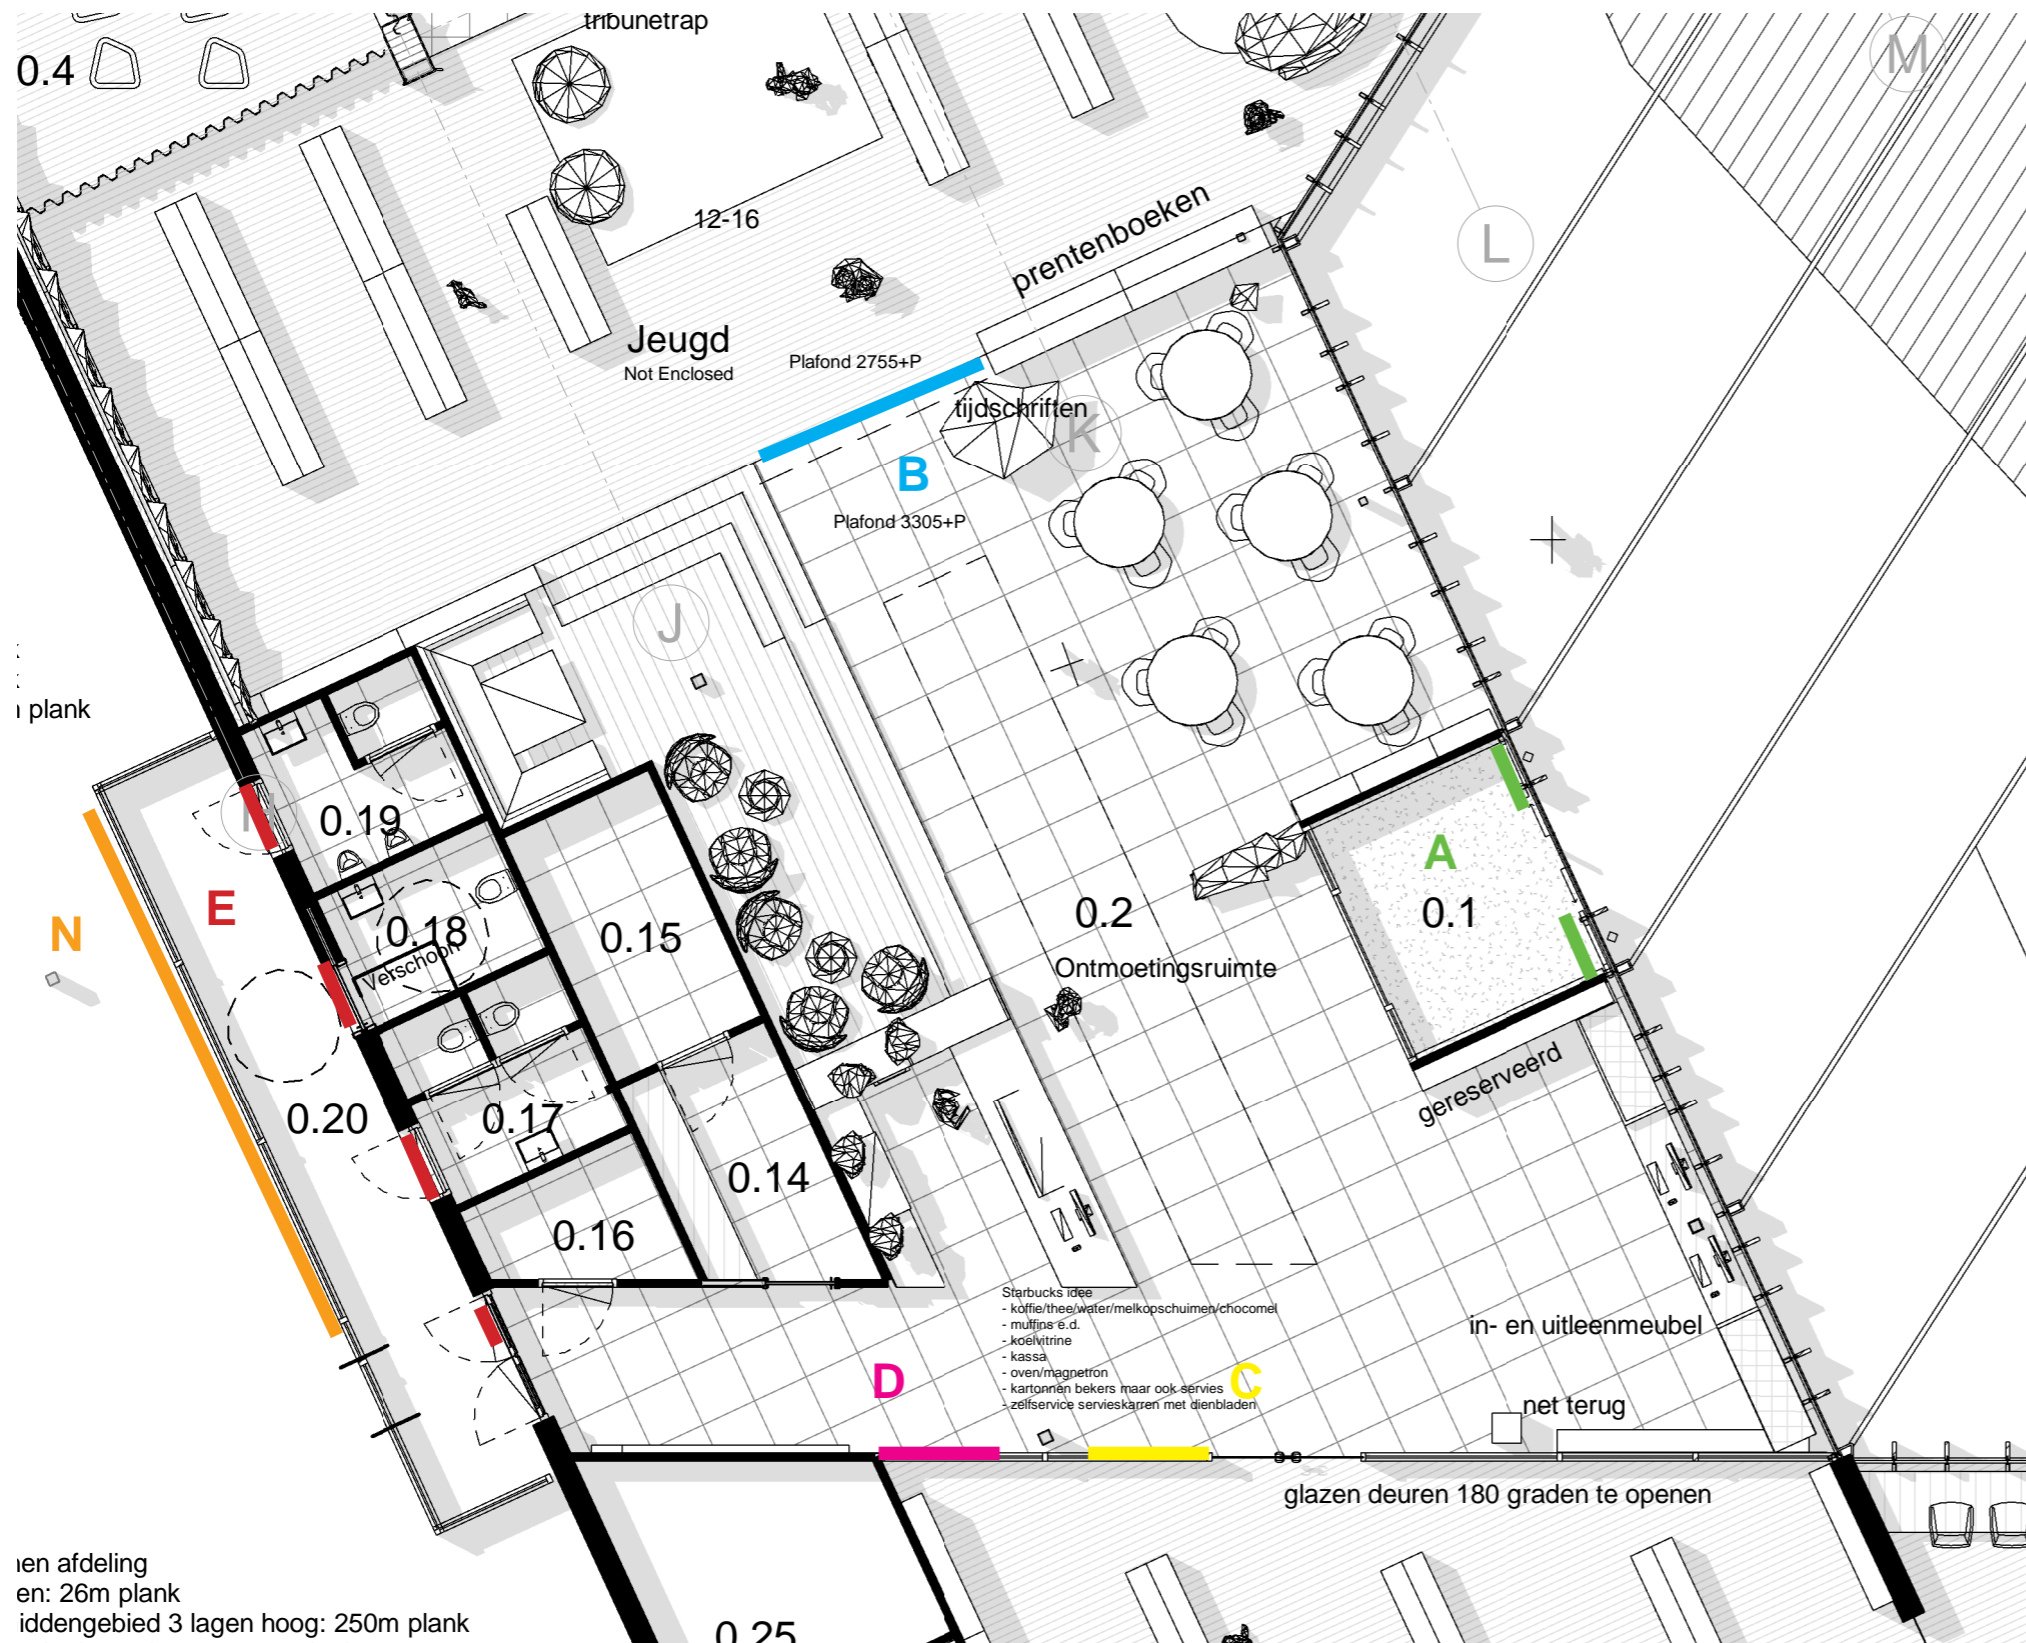 tribunetrap
0.4
M
12-16
prentenboeken
L
Jeugd
Not Enclosed
Plafond 2755+P
tijdschriften
K
B
Plafond 3305+P
J
plank
H
0.19
A
0.1
E
N
0.18
Verschoon
0.15
0.2
Ontmoetingsruimte
gereserveerd
0.20
0.17
0.14
0.16
Starbucks idee
- koffie/thee/water/melkopschuimen/chocomel
- muffins e.d.
- koelvitrine
- kassa
- oven/magnetron
- kartonnen bekers maar ook servies
- zelfservice servieskarren met dienbladen
D
C
in- en uitleenmeubel
net terug
glazen deuren 180 graden te openen
afdeling
en: 26m plank
iddengebied 3 lagen hoog: 250m plank
0.25